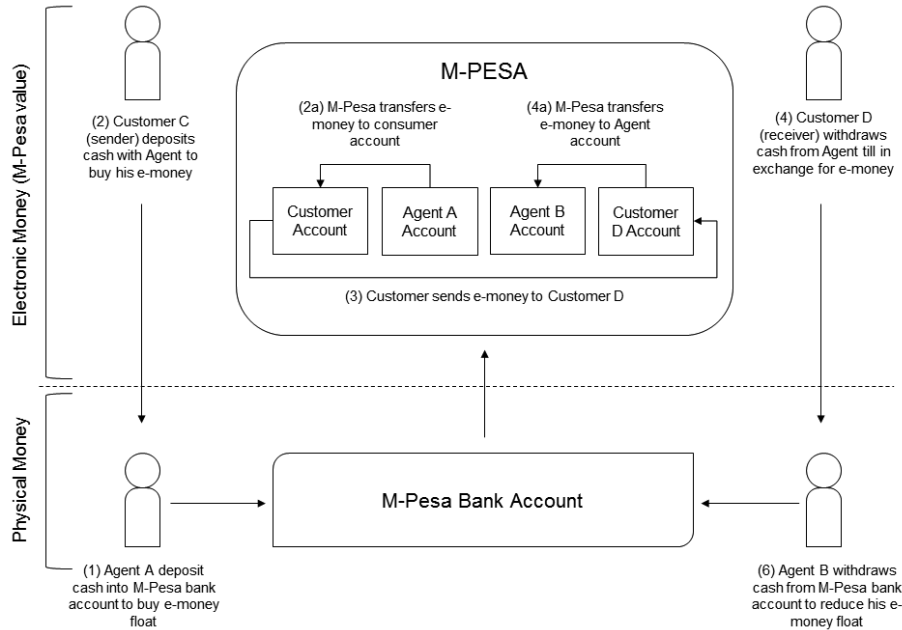 Electronic Money (M-Pesa value)
(2) Customer C
(sender) deposits
cash with Agent to
buy his e-money
M-PESA
(2a) M-Pesa transfers e-
money to consumer
account
(4a) M-Pesa transfers
e-money to Agent
account
Customer
Account
Agent A
Account
Agent B
Account
Customer
D Account
(3) Customer sends e-money to Customer D
(4) Customer D
(receiver) withdraws
cash from Agent till in
exchange for e-money
Physical Money
(1) Agent A deposit
cash into M-Pesa bank
account to buy e-money
float
M-Pesa Bank Account
(6) Agent B withdraws
cash from M-Pesa bank
account to reduce his e-
money float